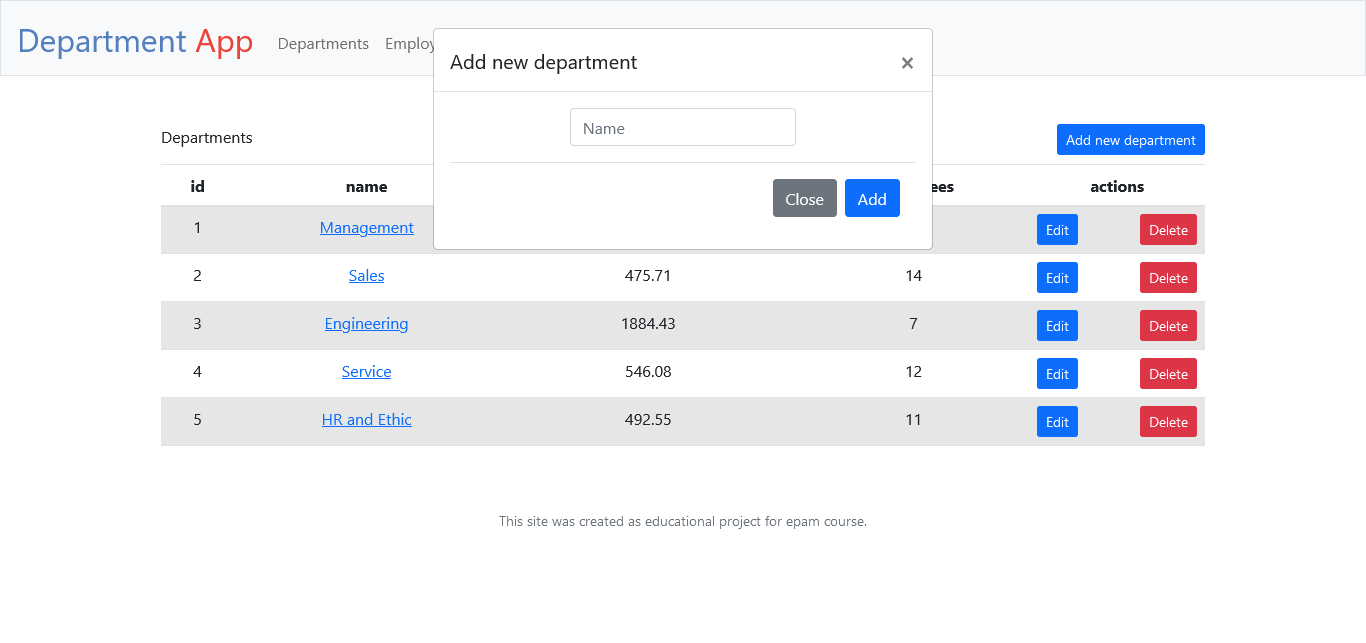 Department App Departments Employ
Add new department ×
Name
Close Add
Departments Add new department
id name ees actions
1 Management Edit Delete
2 Sales 475.71 14 Edit Delete
3 Engineering 1884.43 7 Edit Delete
4 Service 546.08 12 Edit Delete
5 HR and Ethic 492.55 11 Edit Delete
This site was created as educational project for epam course.